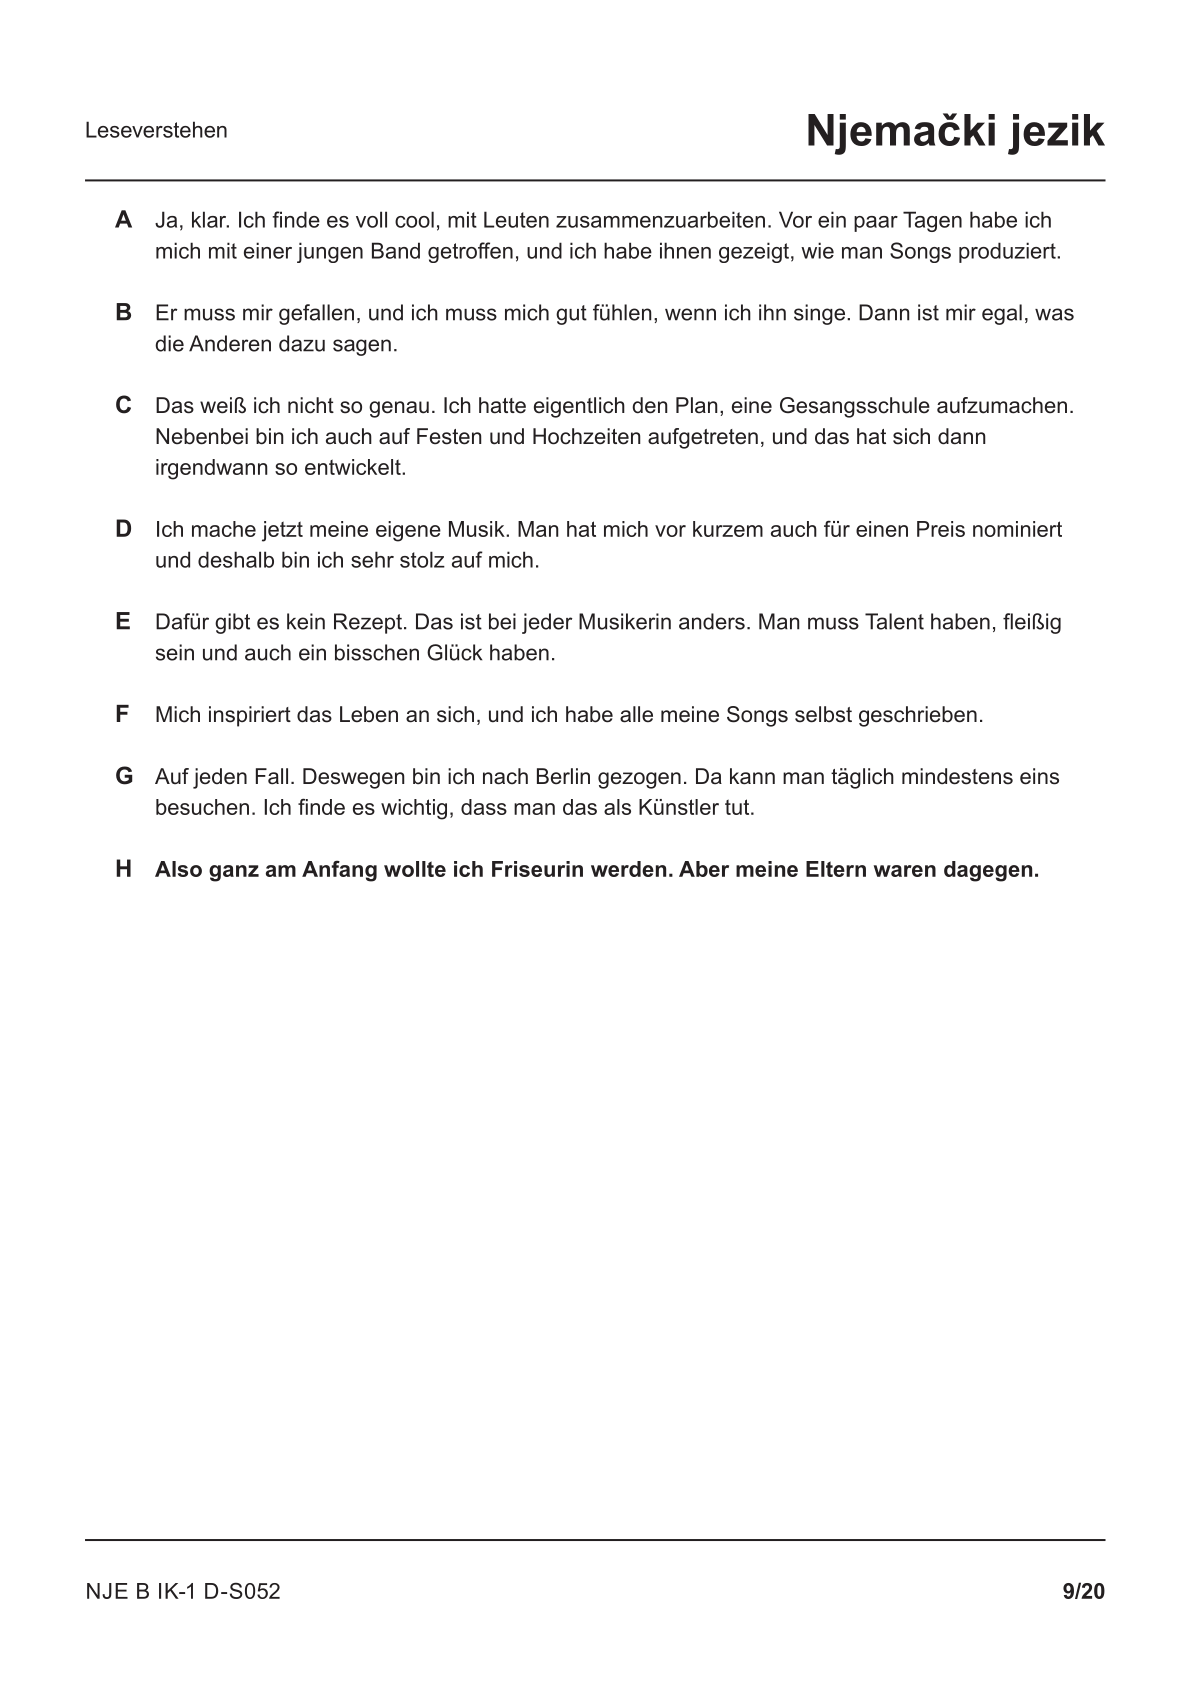 Leseverstehen
Njemački jezik
A Ja, klar. Ich finde es voll cool, mit Leuten zusammenzuarbeiten. Vor ein paar Tagen habe ich
mich mit einer jungen Band getroffen, und ich habe ihnen gezeigt, wie man Songs produziert.
B Er muss mir gefallen, und ich muss mich gut fühlen, wenn ich ihn singe. Dann ist mir egal, was
die Anderen dazu sagen.
C Das weiß ich nicht so genau. Ich hatte eigentlich den Plan, eine Gesangsschule aufzumachen.
Nebenbei bin ich auch auf Festen und Hochzeiten aufgetreten, und das hat sich dann
irgendwann so entwickelt.
D Ich mache jetzt meine eigene Musik. Man hat mich vor kurzem auch für einen Preis nominiert
und deshalb bin ich sehr stolz auf mich.
E Dafür gibt es kein Rezept. Das ist bei jeder Musikerin anders. Man muss Talent haben, fleißig
sein und auch ein bisschen Glück haben.
F Mich inspiriert das Leben an sich, und ich habe alle meine Songs selbst geschrieben.
G Auf jeden Fall. Deswegen bin ich nach Berlin gezogen. Da kann man täglich mindestens eins
besuchen. Ich finde es wichtig, dass man das als Künstler tut.
H Also ganz am Anfang wollte ich Friseurin werden. Aber meine Eltern waren dagegen.
NJE B IK-1 D-S052
9/20